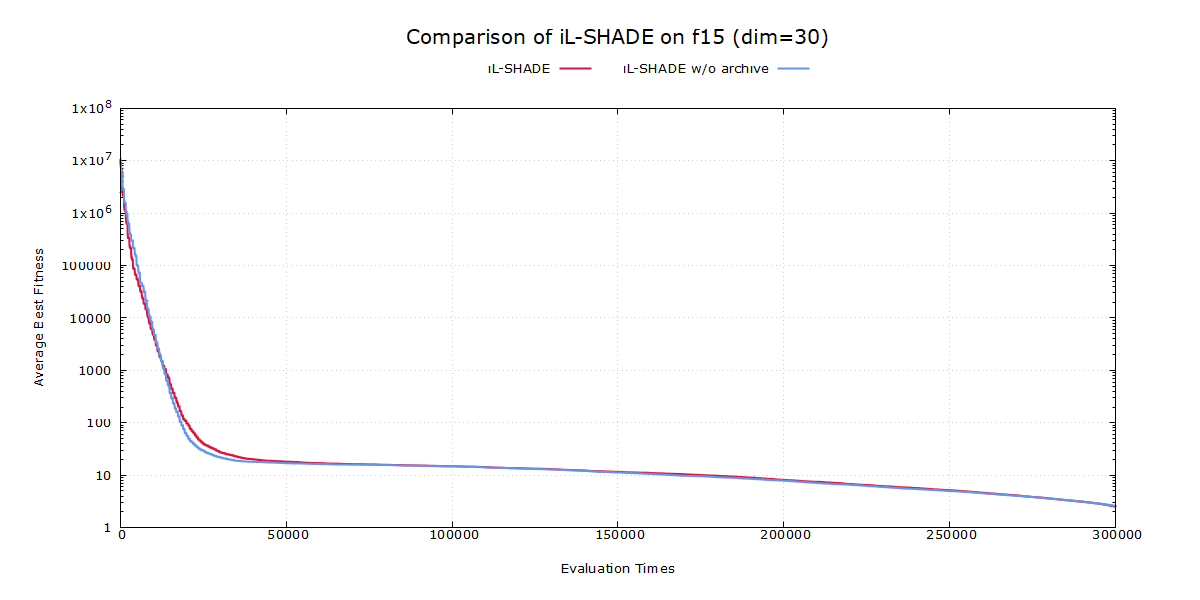 Comparison of iL-SHADE on f15 (dim=30)
iL-SHADE iL-SHADE w/o archive
1x10^8
1x10^7
1x10^6
100000
10000
1000
100
10
1
Average Best Fitness
0 50000 100000 150000 200000 250000 300000
Evaluation Times